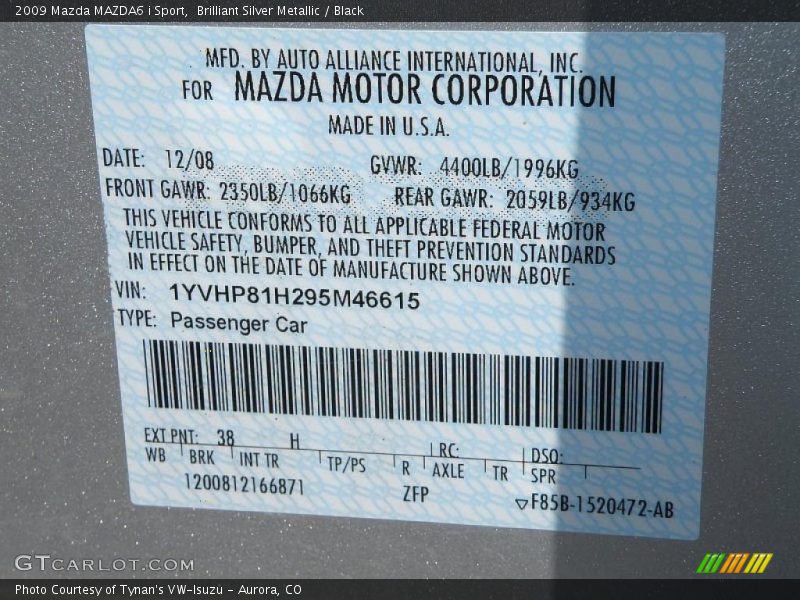 2009 Mazda MAZDA6 i Sport, Brilliant Silver Metallic / Black
MFD. BY AUTO ALLIANCE INTERNATIONAL, INC.
FOR MAZDA MOTOR CORPORATION
MADE IN U.S.A.
DATE: 12/08 GVWR: 4400LB/1996KG
FRONT GAWR: 2350LB/1066KG REAR GAWR: 2059LB/934KG
THIS VEHICLE CONFORMS TO ALL APPLICABLE FEDERAL MOTOR
VEHICLE SAFETY, BUMPER, AND THEFT PREVENTION STANDARDS
IN EFFECT ON THE DATE OF MANUFACTURE SHOWN ABOVE.
VIN: 1YVHP81H295M46615
TYPE: Passenger Car
EXT PNT: 38 H RC: DSO:
WB BRK INT TR TP/PS R AXLE TR SPR
1200812166871 ZFP ▽F85B-1520472-AB
GTCARLOT.COM
Photo Courtesy of Tynan's VW-Isuzu - Aurora, CO